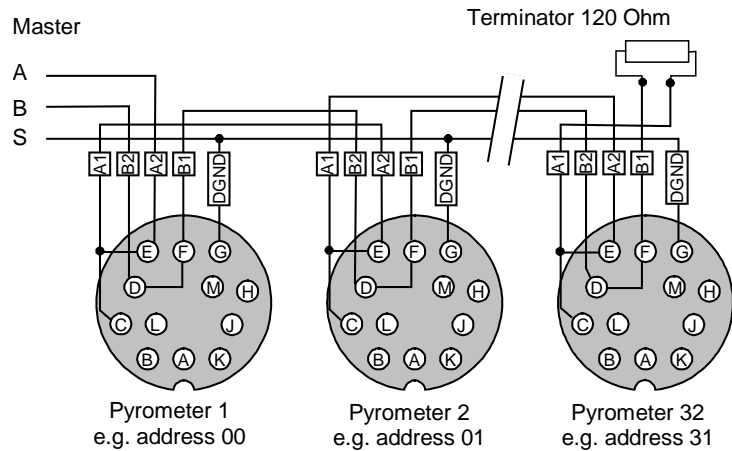 Terminator 120 Ohm
Master
A
B
S
A1 B2 A2 B1 DGND
A1 B2 A2 B1 DGND
A1 B2 A2 B1 DGND
E F G
D M H
C L J
B A K
E F G
D M H
C L J
B A K
E F G
D M H
C L J
B A K
Pyrometer 1
e.g. address 00
Pyrometer 2
e.g. address 01
Pyrometer 32
e.g. address 31